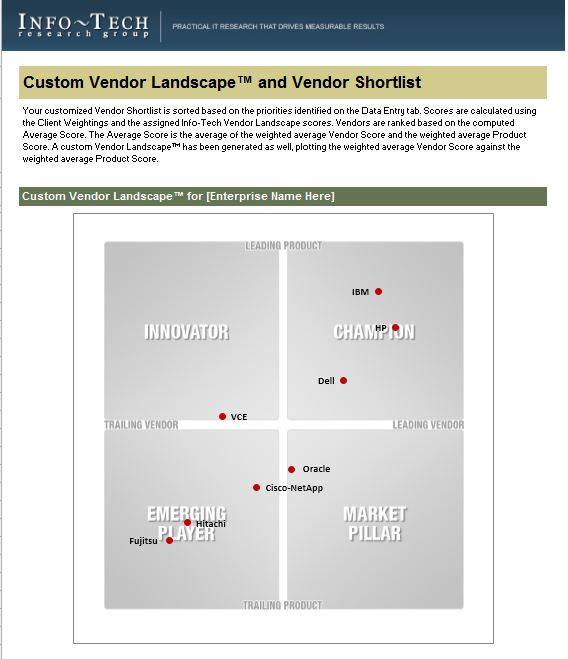 INFO~TECH
research group
PRACTICAL IT RESEARCH THAT DRIVES MEASURABLE RESULTS
Custom Vendor Landscape™ and Vendor Shortlist
Your customized Vendor Shortlist is sorted based on the priorities identified on the Data Entry tab. Scores are calculated using
the Client Weightings and the assigned Info-Tech Vendor Landscape scores. Vendors are ranked based on the computed
Average Score. The Average Score is the average of the weighted average Vendor Score and the weighted average Product
Score. A custom Vendor Landscape™ has been generated as well, plotting the weighted average Vendor Score against the
weighted average Product Score.
Custom Vendor Landscape™ for [Enterprise Name Here]
LEADING PRODUCT
IBM
INNOVATOR
CHAMPION
HP
Dell
VCE
TRAILING VENDOR
LEADING VENDOR
Oracle
Cisco-NetApp
EMERGING
PLAYER
MARKET
PILLAR
Hitachi
Fujitsu
TRAILING PRODUCT